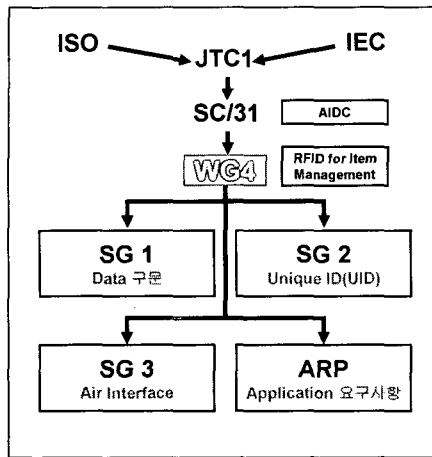 ISO
IEC
JTC1
SC/31
AIDC
WG4
RFID for Item
Management
SG 1
Data 구문
SG 2
Unique ID(UID)
SG 3
Air Interface
ARP
Application 요구사항